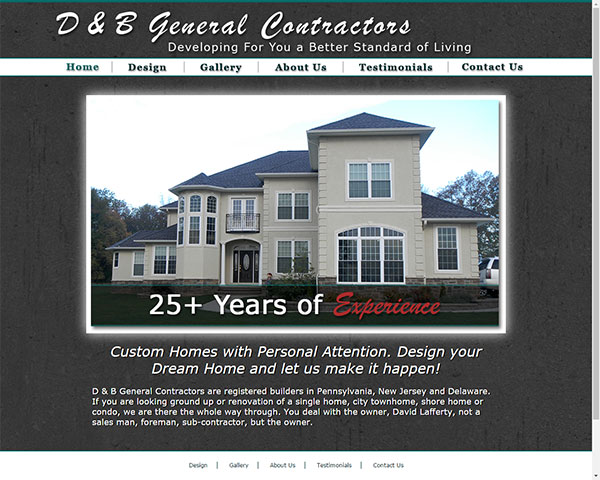 D & B General Contractors
Developing For You a Better Standard of Living
Home | Design | Gallery | About Us | Testimonials | Contact Us
25+ Years of Experience
Custom Homes with Personal Attention. Design your
Dream Home and let us make it happen!
D & B General Contractors are registered builders in Pennsylvania, New Jersey and Delaware.
If you are looking ground up or renovation of a single home, city townhome, shore home or
condo, we are there the whole way through. You deal with the owner, David Lafferty, not a
sales man, foreman, sub-contractor, but the owner.
Design | Gallery | About Us | Testimonials | Contact Us